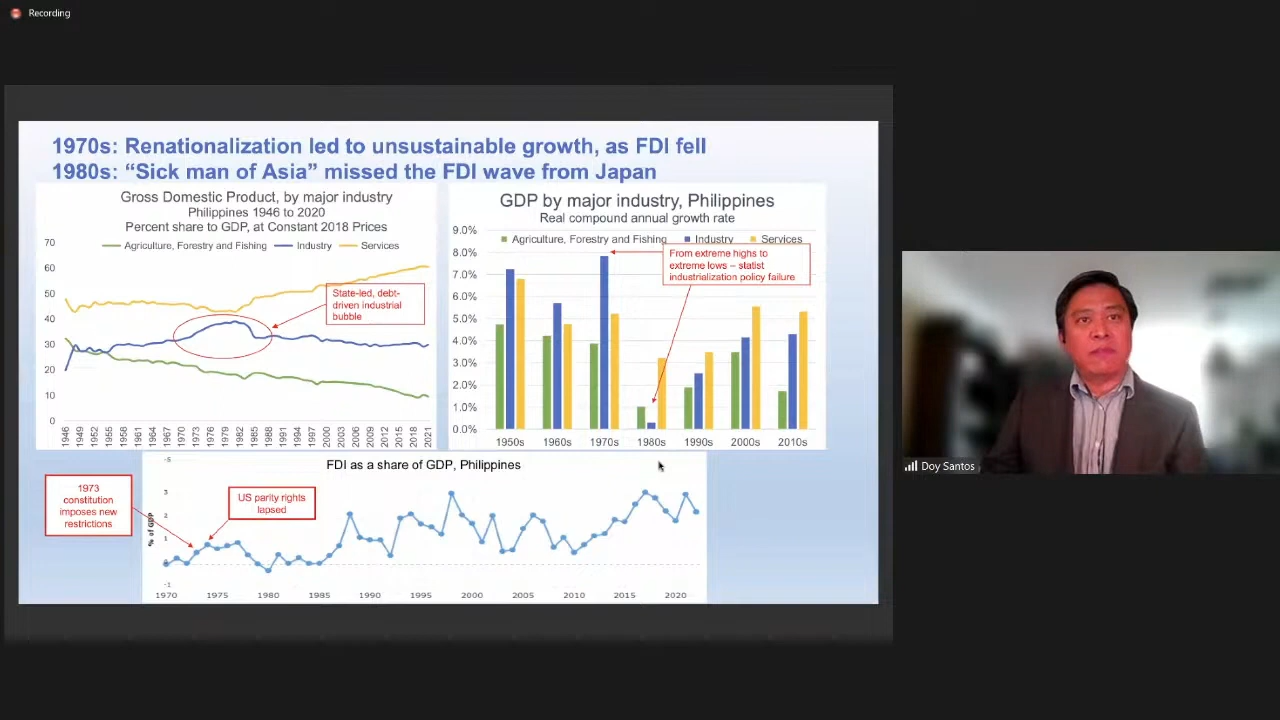 Recording
1970s: Renationalization led to unsustainable growth, as FDI fell
1980s: “Sick man of Asia” missed the FDI wave from Japan
Gross Domestic Product, by major industry
Philippines 1946 to 2020
Percent share to GDP, at Constant 2018 Prices
Agriculture, Forestry and Fishing Industry Services
70
60
50
40
30
20
10
0
State-led, debt-
driven industrial
bubble
1946 1949 1952 1955 1958 1961 1964 1967 1970 1973 1976 1979 1982 1985 1988 1991 1994 1997 2000 2003 2006 2009 2012 2015 2018 2021
GDP by major industry, Philippines
Real compound annual growth rate
Agriculture, Forestry and Fishing Industry Services
9.0%
8.0%
7.0%
6.0%
5.0%
4.0%
3.0%
2.0%
1.0%
0.0%
From extreme highs to
extreme lows – statist
industrialization policy failure
1950s 1960s 1970s 1980s 1990s 2000s 2010s
FDI as a share of GDP, Philippines
1973
constitution
imposes new
restrictions
US parity rights
lapsed
% of GDP
3
2
1
0
-1
1970 1975 1980 1985 1990 1995 2000 2005 2010 2015 2020
Doy Santos